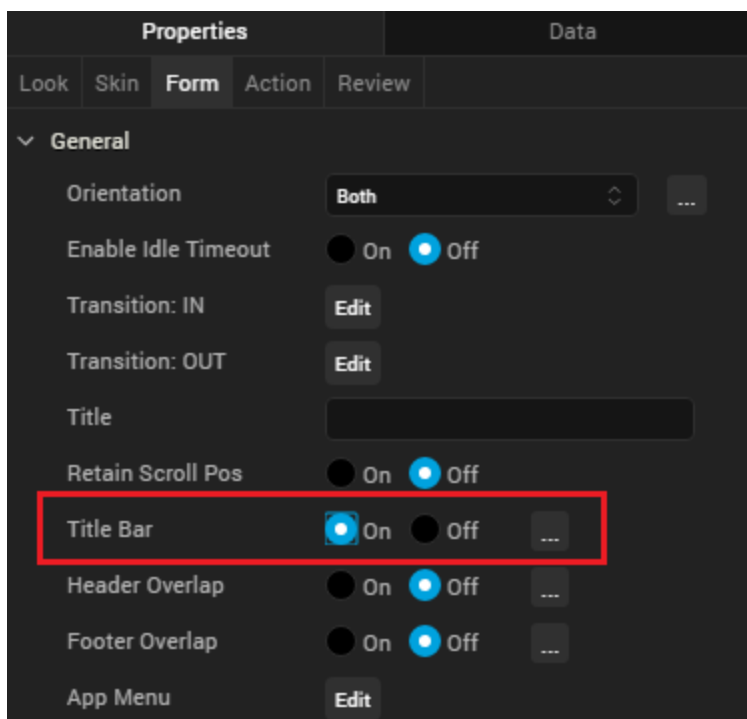 Properties Data
Look Skin Form Action Review
General
Orientation Both ...
Enable Idle Timeout On Off
Transition: IN Edit
Transition: OUT Edit
Title
Retain Scroll Pos On Off
Title Bar On Off ...
Header Overlap On Off ...
Footer Overlap On Off ...
App Menu Edit